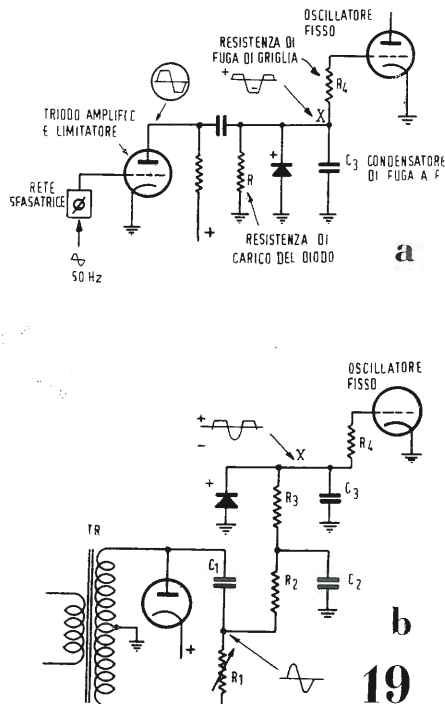 OSCILLATORE
FISSO
RESISTENZA DI
FUGA DI GRIGLIA
+
-
R4
X
TRIODO AMPLIFIC
E LIMITATORE
RETE
SFASATRICE
Ø
50 Hz
+
R
+
C3
CONDENSATORE
DI FUGA A F
RESISTENZA DI
CARICO DEL DIODO
+
a
OSCILLATORE
FISSO
+
-
X
R4
+
R3
C3
TR
C1
R2
C2
+
b
R1
19